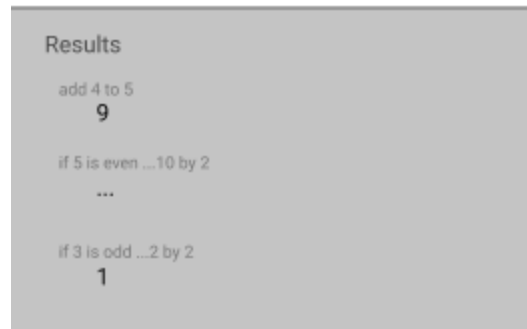 Results
add 4 to 5
9
if 5 is even ...10 by 2
...
if 3 is odd ...2 by 2
1